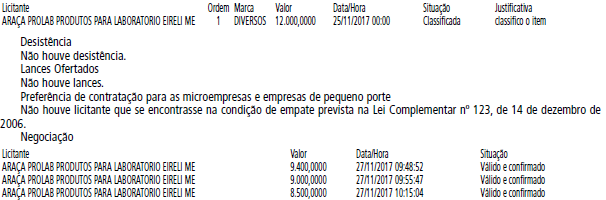 Licitante Ordem Marca Valor Data/Hora Situação Justificativa
ARAÇA PROLAB PRODUTOS PARA LABORATORIO EIRELI ME 1 DIVERSOS 12.000,0000 25/11/2017 00:00 Classificada classifico o item
Desistência
Não houve desistência.
Lances Ofertados
Não houve lances.
Preferência de contratação para as microempresas e empresas de pequeno porte
Não houve licitante que se encontrasse na condição de empate prevista na Lei Complementar nº 123, de 14 de dezembro de
2006.
Negociação
Licitante Valor Data/Hora Situação
ARAÇA PROLAB PRODUTOS PARA LABORATORIO EIRELI ME 9.400,0000 27/11/2017 09:48:52 Válido e confirmado
ARAÇA PROLAB PRODUTOS PARA LABORATORIO EIRELI ME 9.000,0000 27/11/2017 09:55:47 Válido e confirmado
ARAÇA PROLAB PRODUTOS PARA LABORATORIO EIRELI ME 8.500,0000 27/11/2017 10:15:04 Válido e confirmado